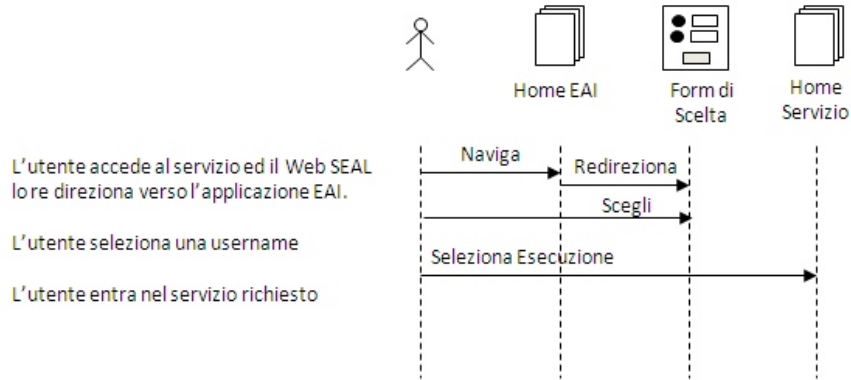 Home EAI
Form di
Scelta
Home
Servizio
L'utente accede al servizio ed il Web SEAL
lo re direziona verso l'applicazione EAI.
Naviga
Redireziona
Scegli
L'utente seleziona una username
Seleziona Esecuzione
L'utente entra nel servizio richiesto